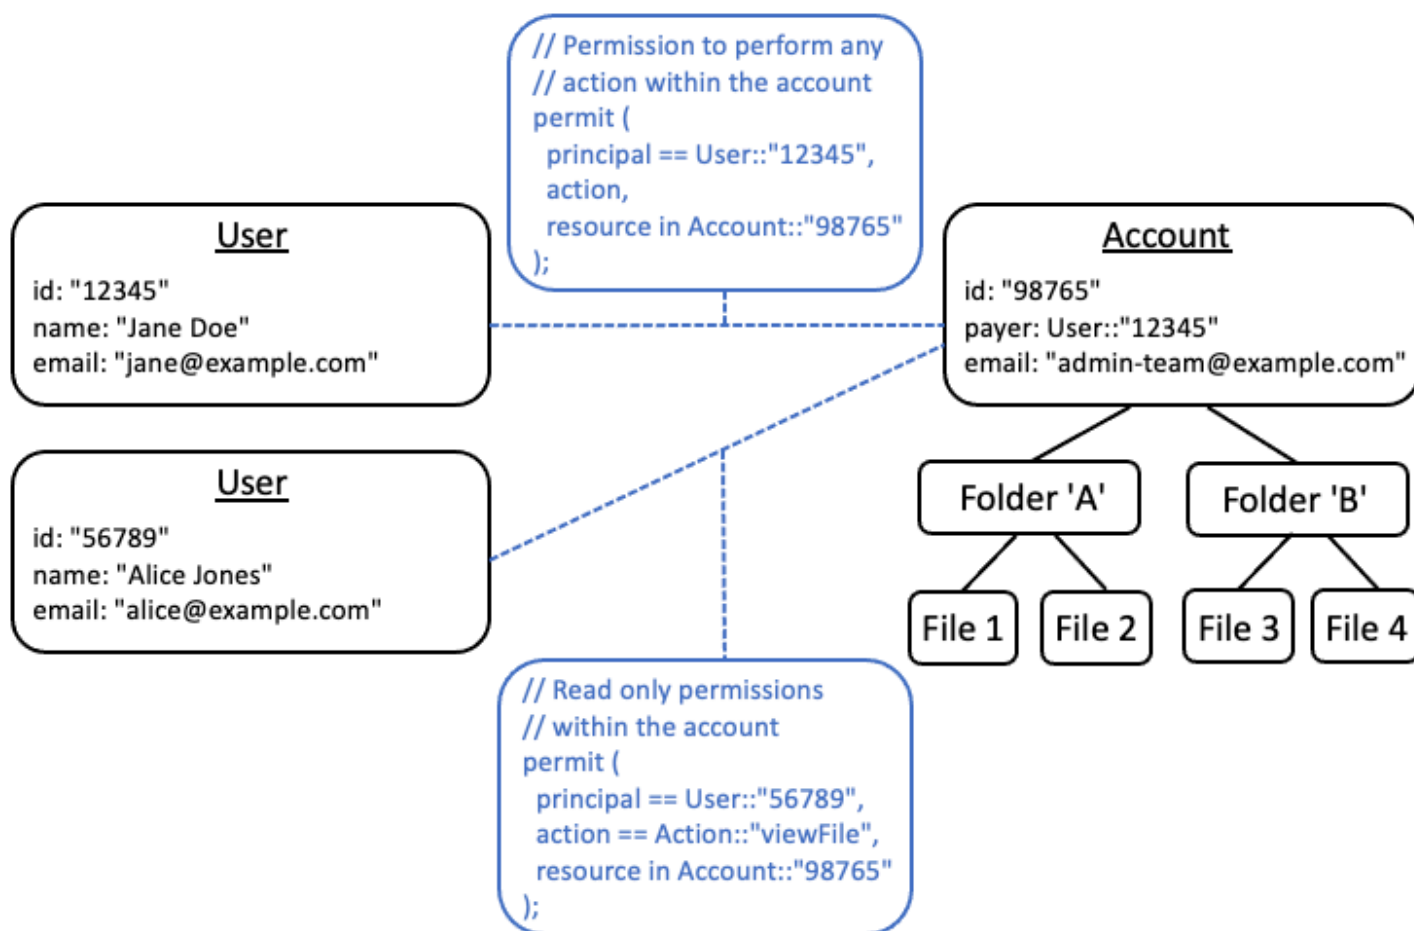 // Permission to perform any
// action within the account
permit (
principal == User::"12345",
action,
resource in Account::"98765"
);
User
id: "12345"
name: "Jane Doe"
email: "jane@example.com"
Account
id: "98765"
payer: User::"12345"
email: "admin-team@example.com"
User
id: "56789"
name: "Alice Jones"
email: "alice@example.com"
Folder 'A'
Folder 'B'
File 1
File 2
File 3
File 4
// Read only permissions
// within the account
permit (
principal == User::"56789",
action == Action::"viewFile",
resource in Account::"98765"
);